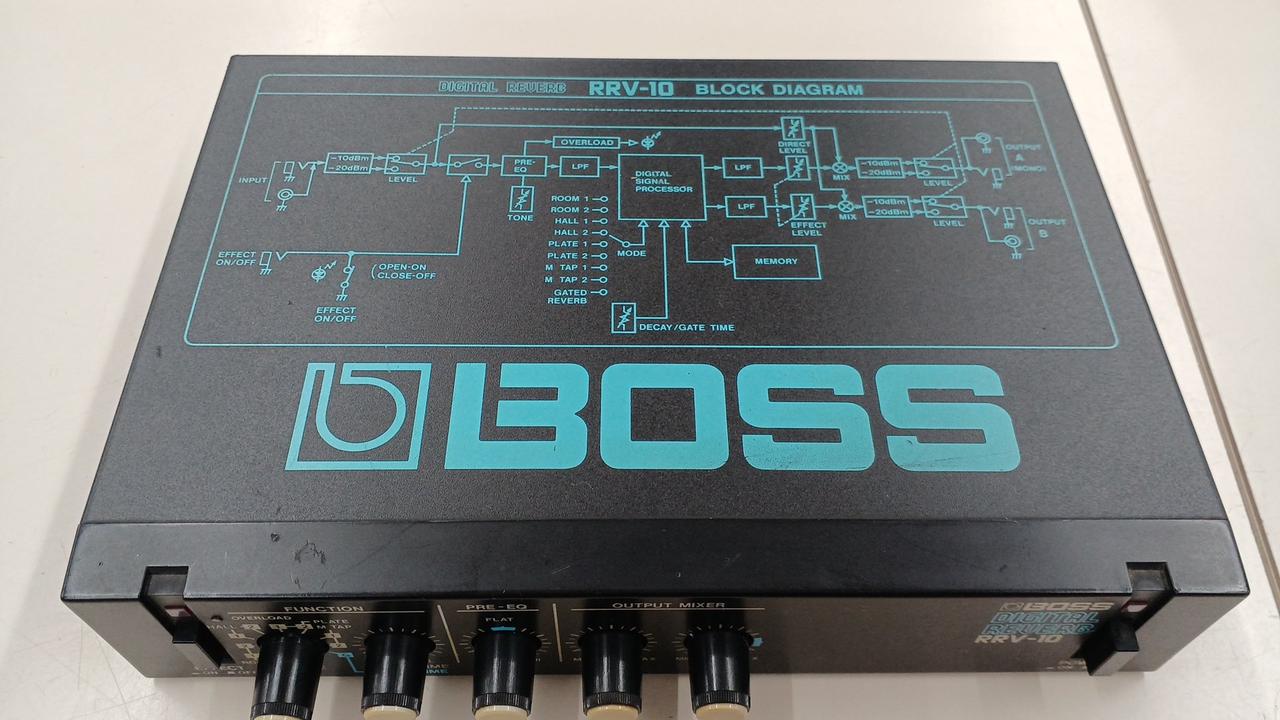 DIGITAL REVERB RRV-10 BLOCK DIAGRAM
INPUT
-10dBm
-20dBm
LEVEL
PRE-
EQ
TONE
OVERLOAD
LPF
DIGITAL
SIGNAL
PROCESSOR
LPF
LPF
DIRECT
LEVEL
EFFECT
LEVEL
MIX
MIX
-10dBm
-20dBm
LEVEL
-10dBm
-20dBm
LEVEL
OUTPUT
A
(MONO)
OUTPUT
B
ROOM 1
ROOM 2
HALL 1
HALL 2
PLATE 1
PLATE 2
M TAP 1
M TAP 2
GATED
REVERB
MODE
MEMORY
DECAY/GATE TIME
EFFECT
ON/OFF
(OPEN-ON
CLOSE-OFF
EFFECT
ON/OFF
BOSS
FUNCTION
PRE-EQ
OUTPUT MIXER
OVERLOAD
PLATE
HALL
M TAP
FLAT
BOSS
DIGITAL
REVERB
RRV-10